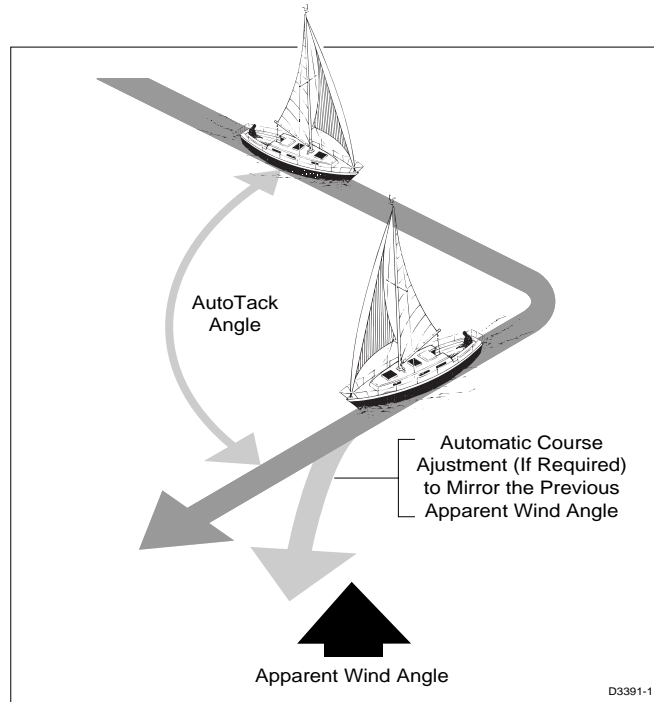 AutoTack
Angle
Automatic Course
Ajustment (If Required)
to Mirror the Previous
Apparent Wind Angle
Apparent Wind Angle
D3391-1